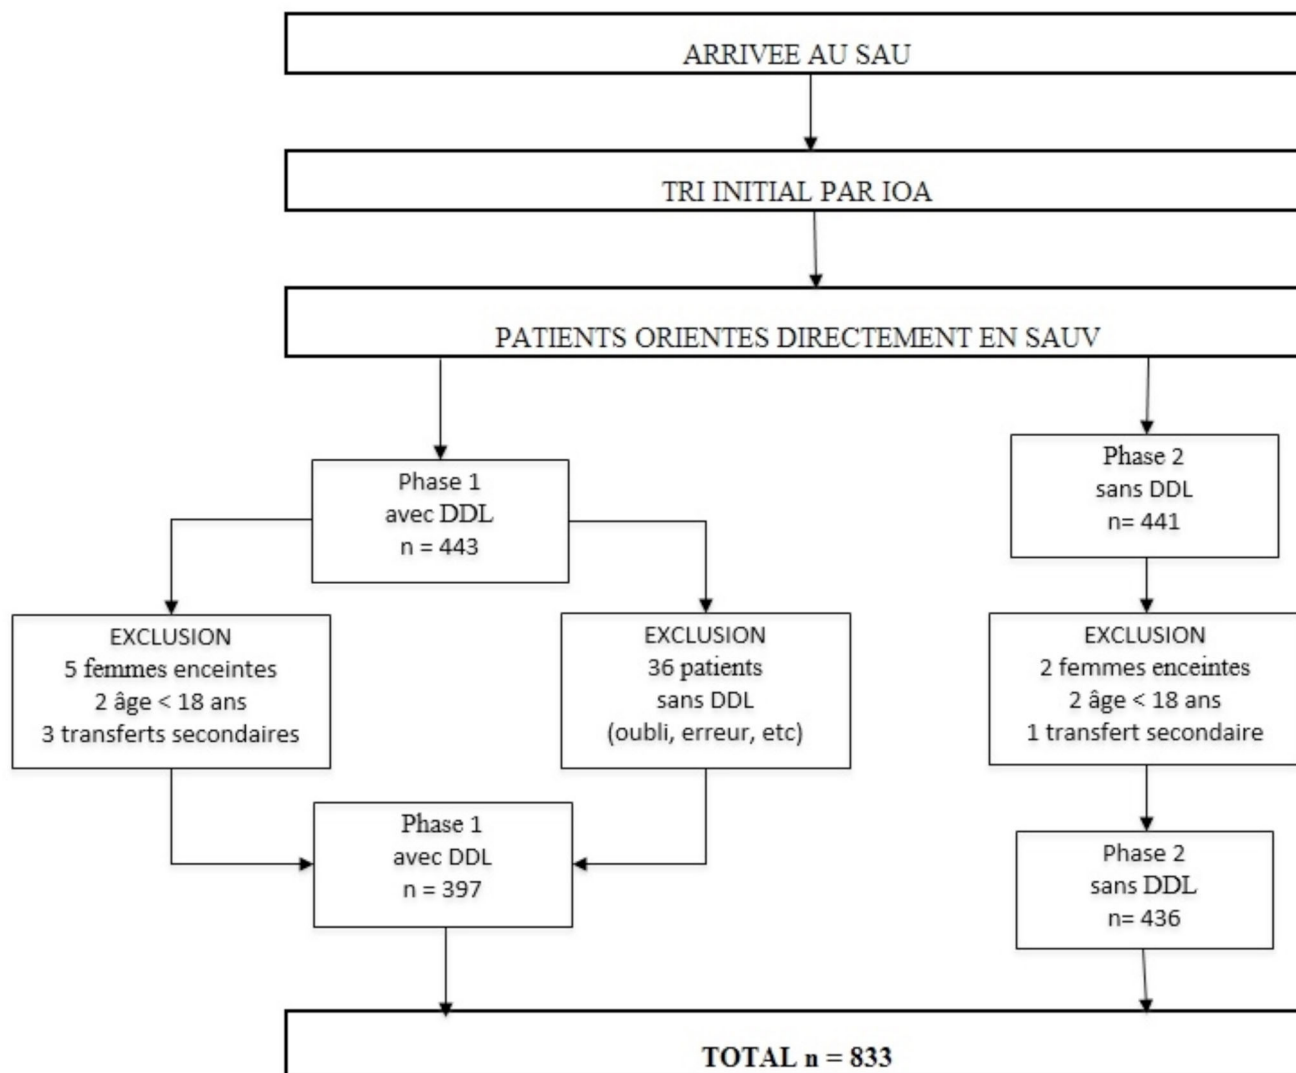 ARRIVEE AU SAU
TRI INITIAL PAR IOA
PATIENTS ORIENTES DIRECTEMENT EN SAUV
Phase 1
avec DDL
n = 443
Phase 2
sans DDL
n= 441
EXCLUSION
5 femmes enceintes
2 âge < 18 ans
3 transferts secondaires
EXCLUSION
36 patients
sans DDL
(oubli, erreur, etc)
EXCLUSION
2 femmes enceintes
2 âge < 18 ans
1 transfert secondaire
Phase 1
avec DDL
n = 397
Phase 2
sans DDL
n= 436
TOTAL n = 833